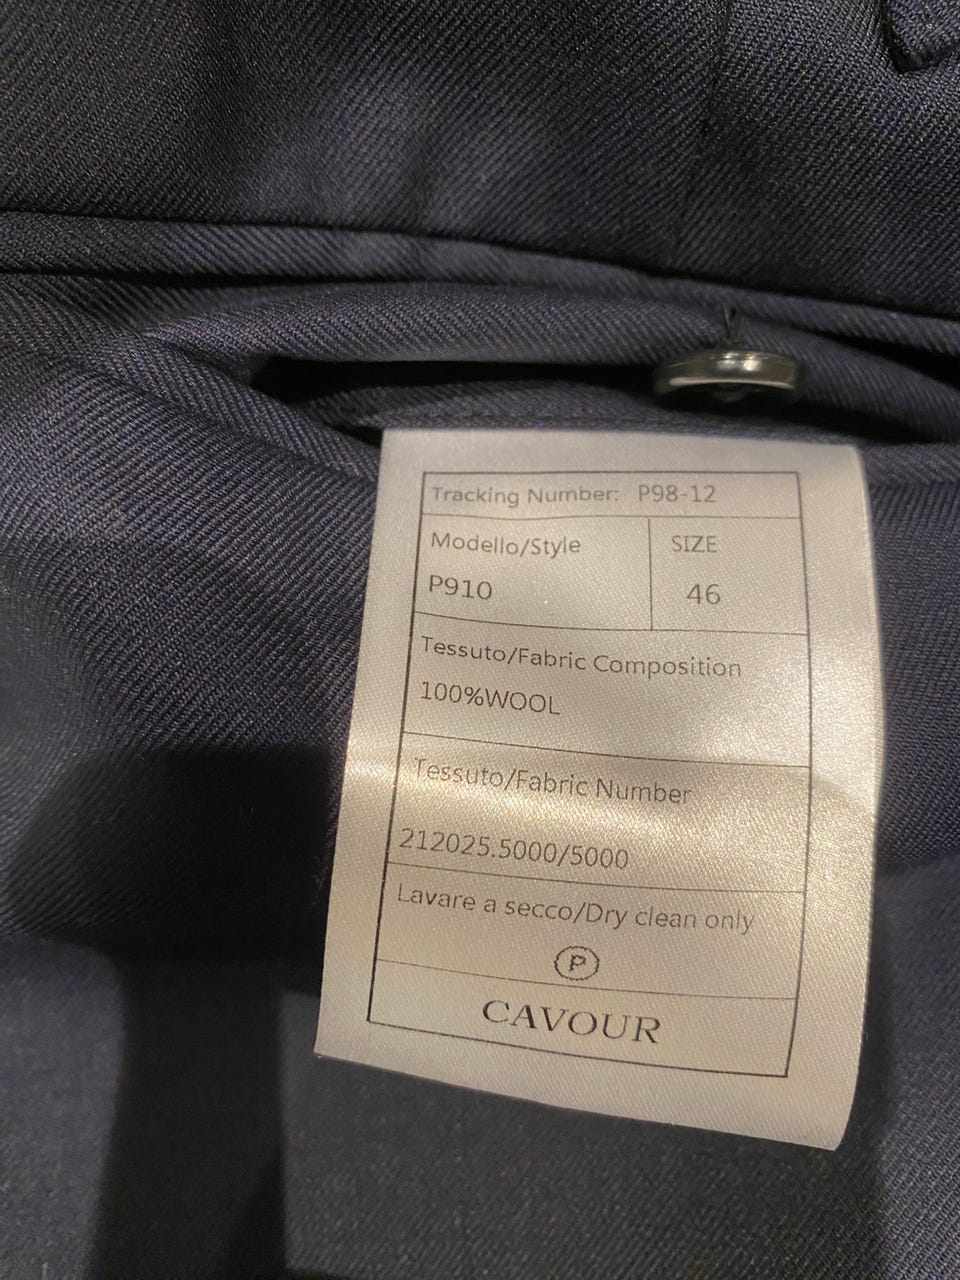 Tracking Number: P98-12
Modello/Style
SIZE
P910
46
Tessuto/Fabric Composition
100%WOOL
Tessuto/Fabric Number
212025.5000/5000
Lavare a secco/Dry clean only
P
CAVOUR